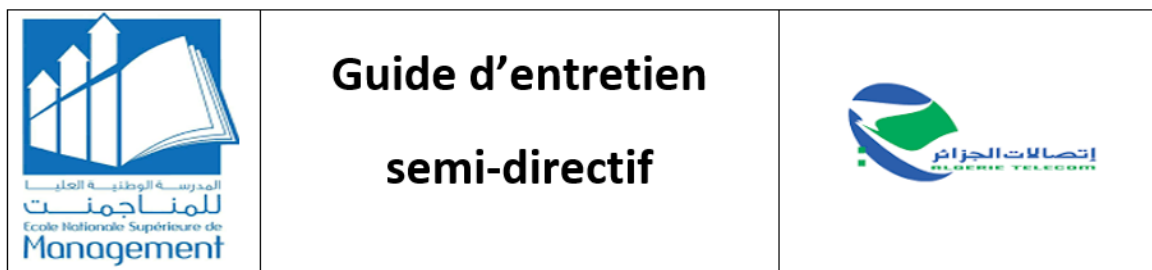 المدرسة الوطنية العليا
للمناجمنت
Ecole Nationale Supérieure de
Management
Guide d’entretien
semi-directif
إتصالات الجزائر
ALGERIE TELECOM